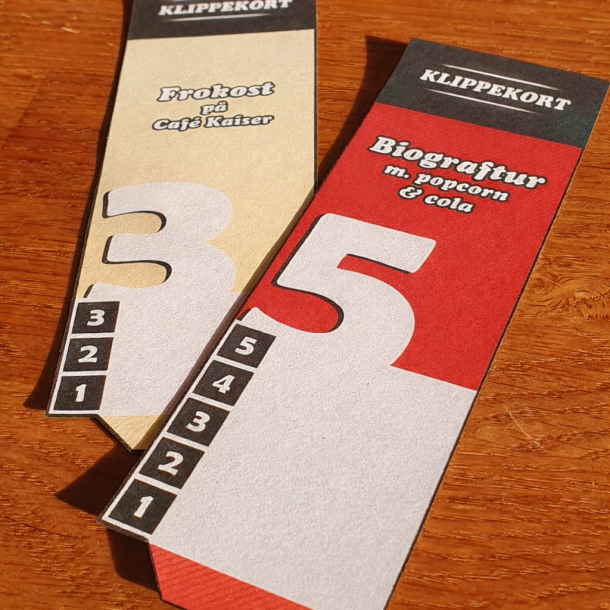 KLIPPEKORT
Frokost
på
Café Kaiser
3
3
2
1
KLIPPEKORT
Biograftur
m. popcorn
& cola
5
5
4
3
2
1